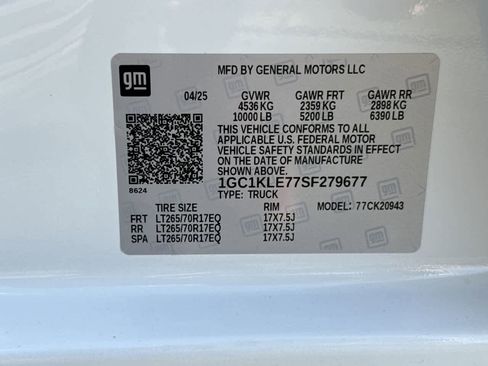 gm
MFD BY GENERAL MOTORS LLC
04/25 GVWR GAWR FRT GAWR RR
4536 KG 2359 KG 2898 KG
10000 LB 5200 LB 6390 LB
THIS VEHICLE CONFORMS TO ALL
APPLICABLE U.S. FEDERAL MOTOR
VEHICLE SAFETY STANDARDS IN
EFFECT ON THE DATE OF MANUFACTURE
SHOWN ABOVE.
8624 1GC1KLE77SF279677
TYPE: TRUCK
TIRE SIZE RIM MODEL: 77CK20943
FRT LT265/70R17EQ 17X7.5J
RR LT265/70R17EQ 17X7.5J
SPA LT265/70R17EQ 17X7.5J